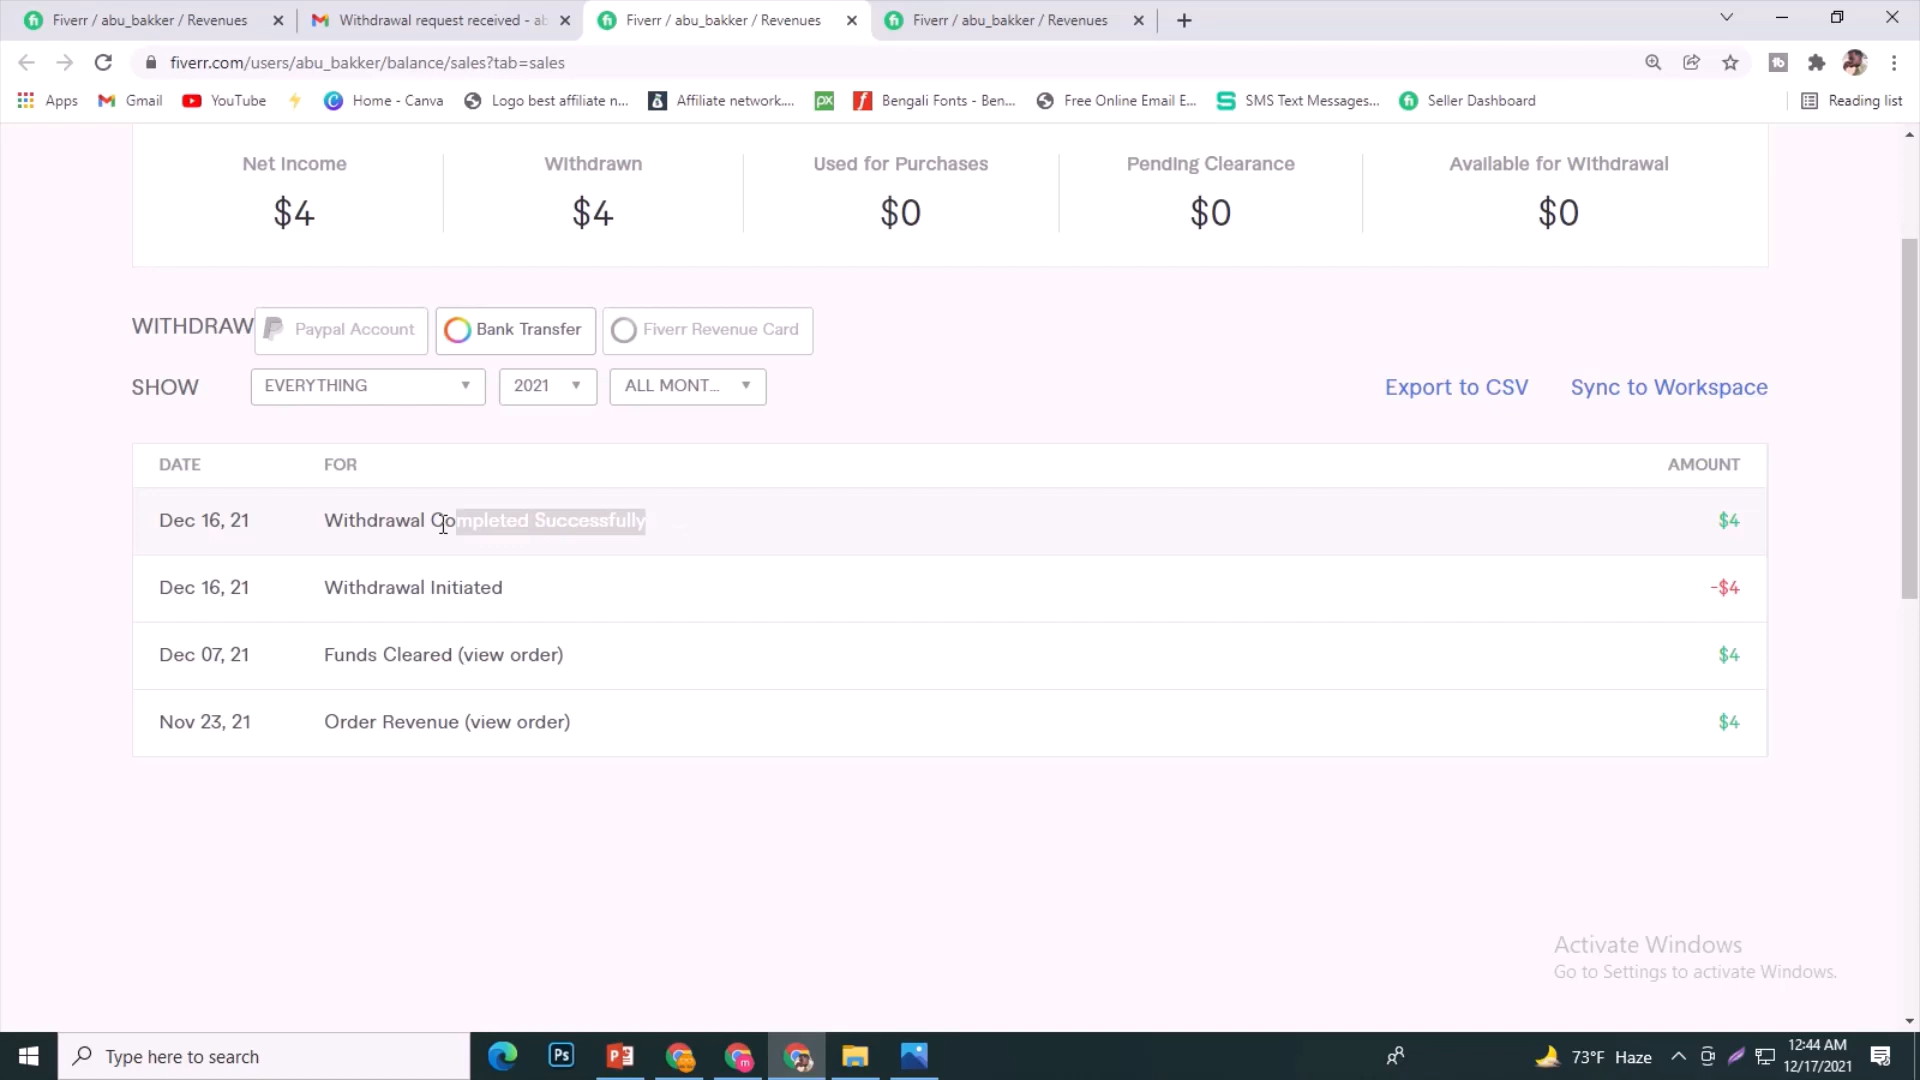 Fiverr / abu_bakker / Revenues
Withdrawal request received - ab
Fiverr / abu_bakker / Revenues
Fiverr / abu_bakker / Revenues
fiverr.com/users/abu_bakker/balance/sales?tab=sales
Apps Gmail YouTube Home - Canva Logo best affiliate n... Affiliate network.... Bengali Fonts - Ben... Free Online Email E... SMS Text Messages... Seller Dashboard Reading list
Net Income Withdrawn Used for Purchases Pending Clearance Available for Withdrawal
$4 $4 $0 $0 $0
WITHDRAW Paypal Account Bank Transfer Fiverr Revenue Card
SHOW EVERYTHING 2021 ALL MONT... Export to CSV Sync to Workspace
DATE FOR AMOUNT
Dec 16, 21 Withdrawal Completed Successfully $4
Dec 16, 21 Withdrawal Initiated -$4
Dec 07, 21 Funds Cleared (view order) $4
Nov 23, 21 Order Revenue (view order) $4
Activate Windows
Go to Settings to activate Windows.
Type here to search
73°F Haze
12:44 AM
12/17/2021